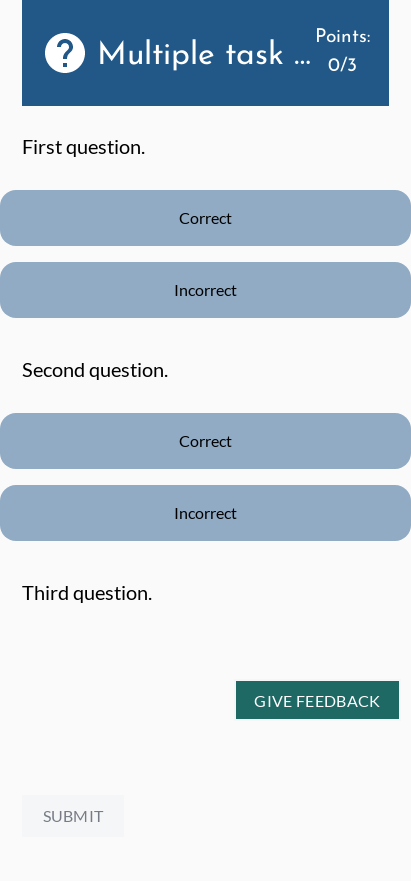 Multiple task ...
Points:
0/3
First question.
Correct
Incorrect
Second question.
Correct
Incorrect
Third question.
GIVE FEEDBACK
SUBMIT